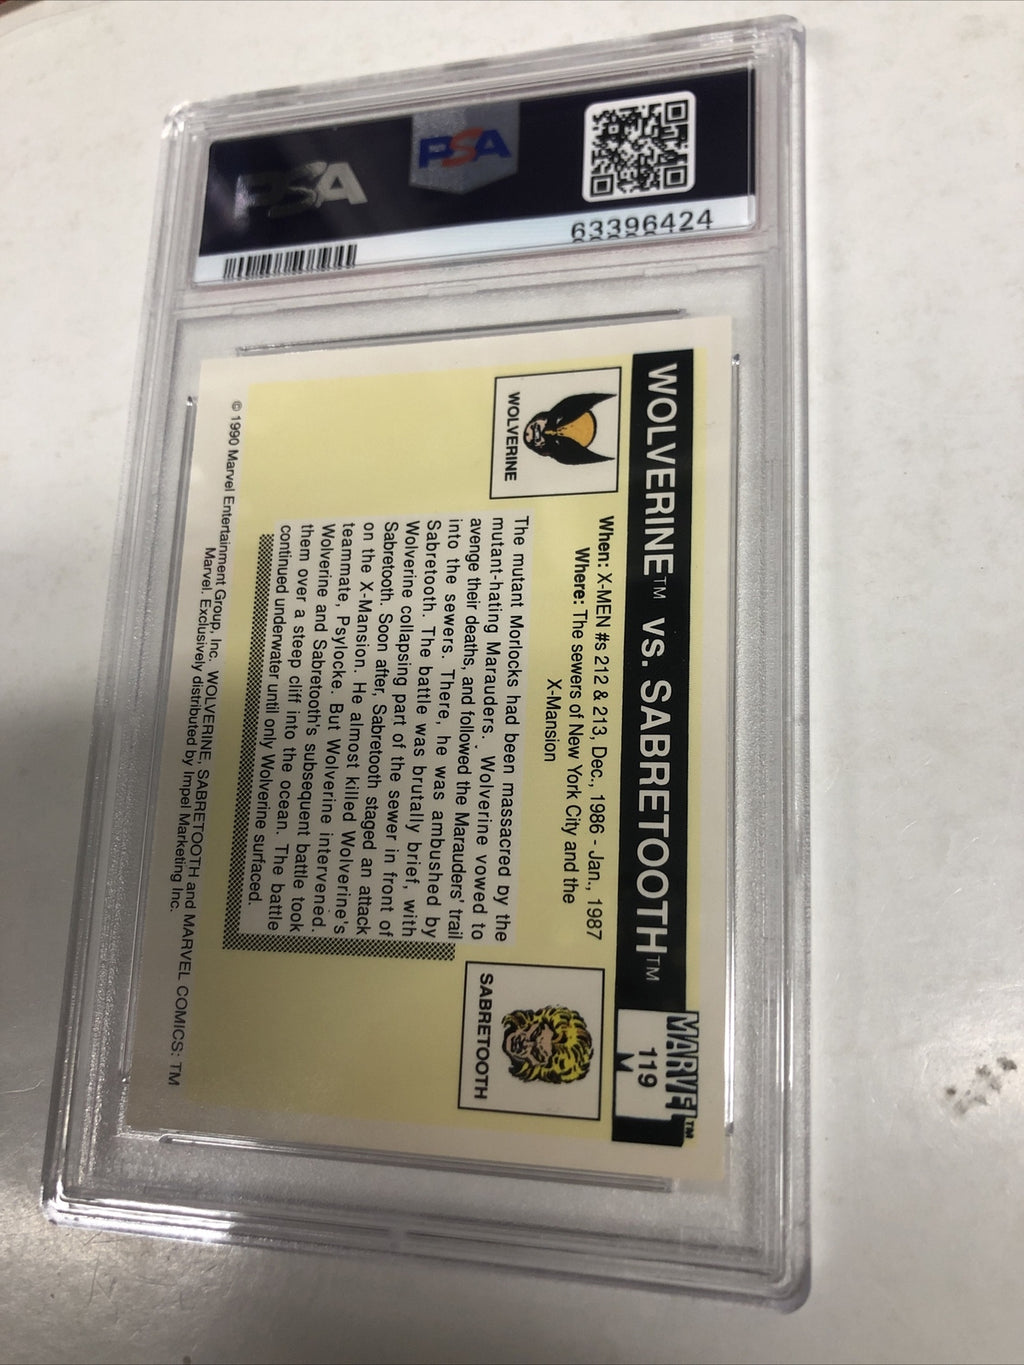 PSA
PSA
63396424
WOLVERINE™ vs. SABRETOOTH™
MARVEL™
119
M
When: X-MEN #s 212 & 213, Dec., 1986 - Jan., 1987
Where: The sewers of New York City and the
X-Mansion
WOLVERINE
The mutant Morlocks had been massacred by the
mutant-hating Marauders. . Wolverine vowed to
avenge their deaths, and followed the Marauders' trail
into the sewers. There, he was ambushed by
Sabretooth. The battle was brutally brief, with
Wolverine collapsing part of the sewer in front of
Sabretooth. Soon after, Sabretooth staged an attack
on the X-Mansion. He almost killed Wolverine's
teammate, Psylocke. But Wolverine intervened.
Wolverine and Sabretooth's subsequent battle took
them over a steep cliff into the ocean. The battle
continued underwater until only Wolverine surfaced.
SABRETOOTH
© 1990 Marvel Entertainment Group, Inc. WOLVERINE, SABRETOOTH and MARVEL COMICS: TM
Marvel. Exclusively distributed by Impel Marketing Inc.